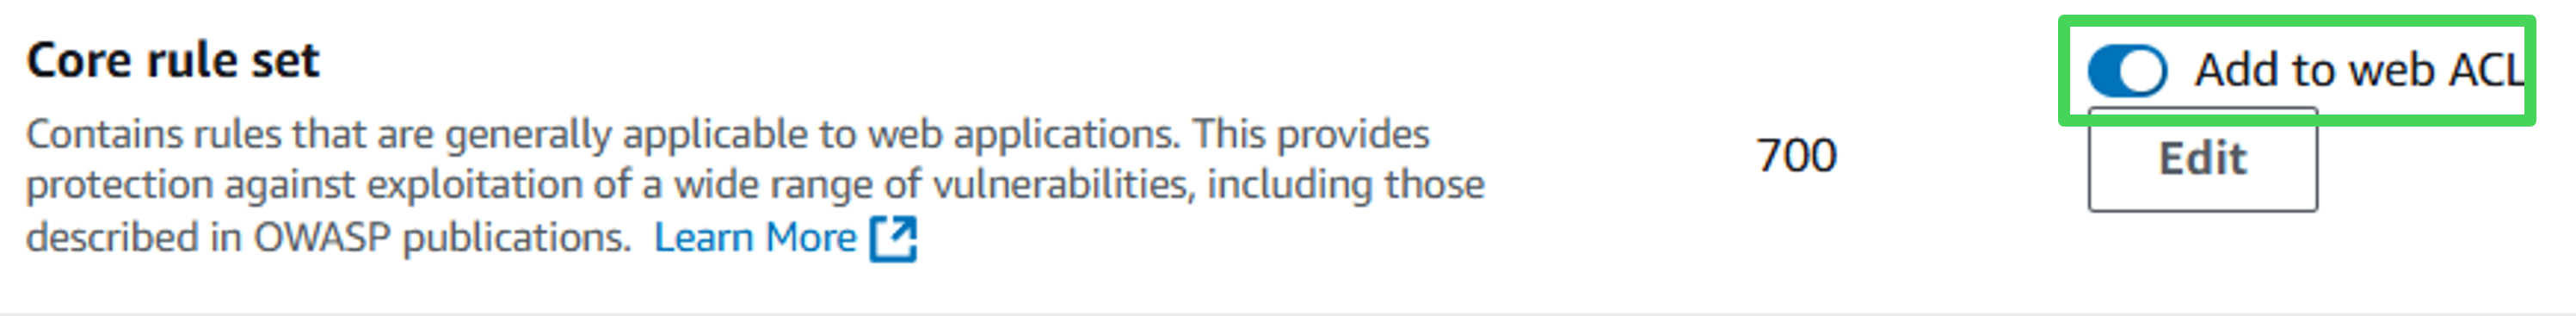 Core rule set
Add to web ACL
Contains rules that are generally applicable to web applications. This provides
protection against exploitation of a wide range of vulnerabilities, including those
described in OWASP publications. Learn More
700
Edit